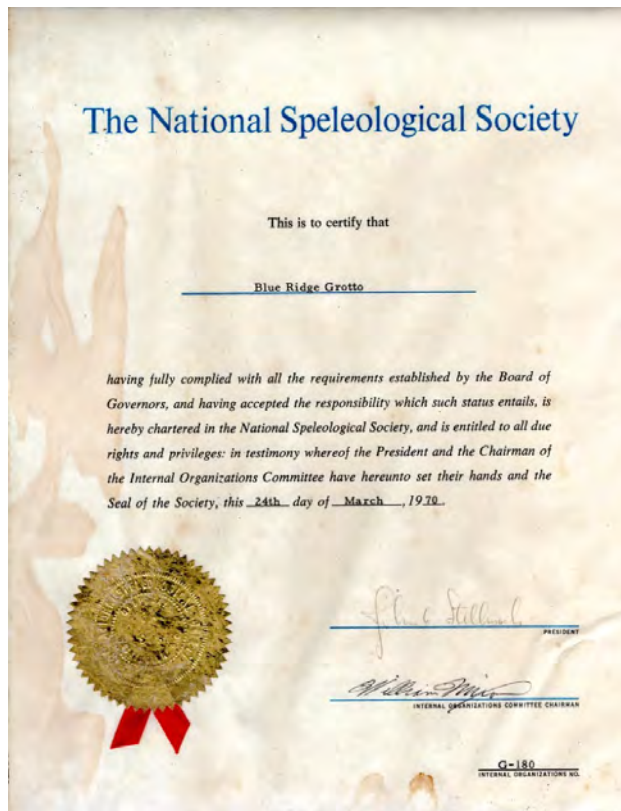 The National Speleological Society
This is to certify that
Blue Ridge Grotto
having fully complied with all the requirements established by the Board of
Governors, and having accepted the responsibility which such status entails, is
hereby chartered in the National Speleological Society, and is entitled to all due
rights and privileges: in testimony whereof the President and the Chairman of
the Internal Organizations Committee have hereunto set their hands and the
Seal of the Society, this 24th day of March, 1970.
PRESIDENT
William
INTERNAL ORGANIZATIONS COMMITTEE CHAIRMAN
G-180
INTERNAL ORGANIZATIONS NO.